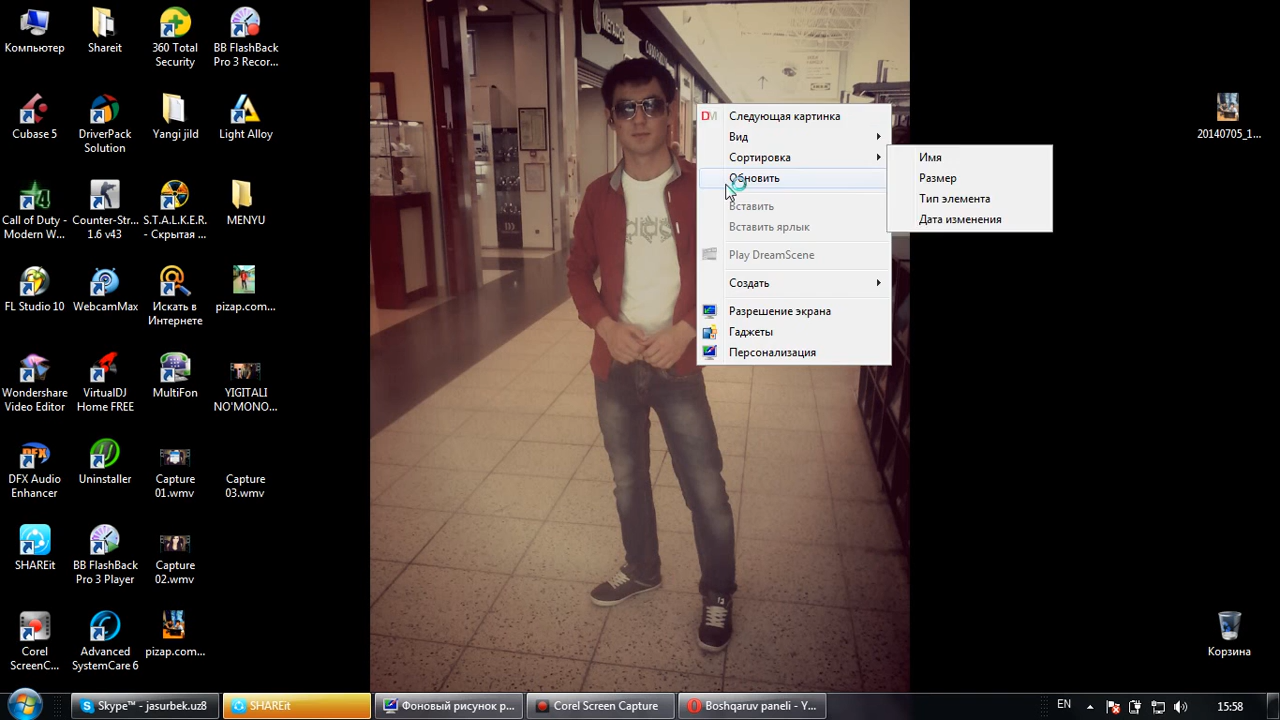 Компьютер
Shareit
360 Total
Security
BB FlashBack
Pro 3 Recor...
Cubase 5
DriverPack
Solution
Yangi jild
Light Alloy
Call of Duty -
Modern W...
Counter-Str...
1.6 v43
S.T.A.L.K.E.R.
- Скрытая ...
MENYU
FL Studio 10
WebcamMax
Искать в
Интернете
pizap.com...
Wondershare
Video Editor
VirtualDJ
Home FREE
MultiFon
YIGITALI
NO'MONO...
DFX Audio
Enhancer
Uninstaller
Capture
01.wmv
Capture
03.wmv
SHAREit
BB FlashBack
Pro 3 Player
Capture
02.wmv
Corel
ScreenC...
Advanced
SystemCare 6
pizap.com...
Следующая картинка
Вид
Сортировка
Обновить
Вставить
Вставить ярлык
Play DreamScene
Создать
Разрешение экрана
Гаджеты
Персонализация
Имя
Размер
Тип элемента
Дата изменения
20140705_1...
Корзина
Skype™ - jasurbek.uz8
SHAREit
Фоновый рисунок р...
Corel Screen Capture
Boshqaruv paneli - Y...
EN
15:58